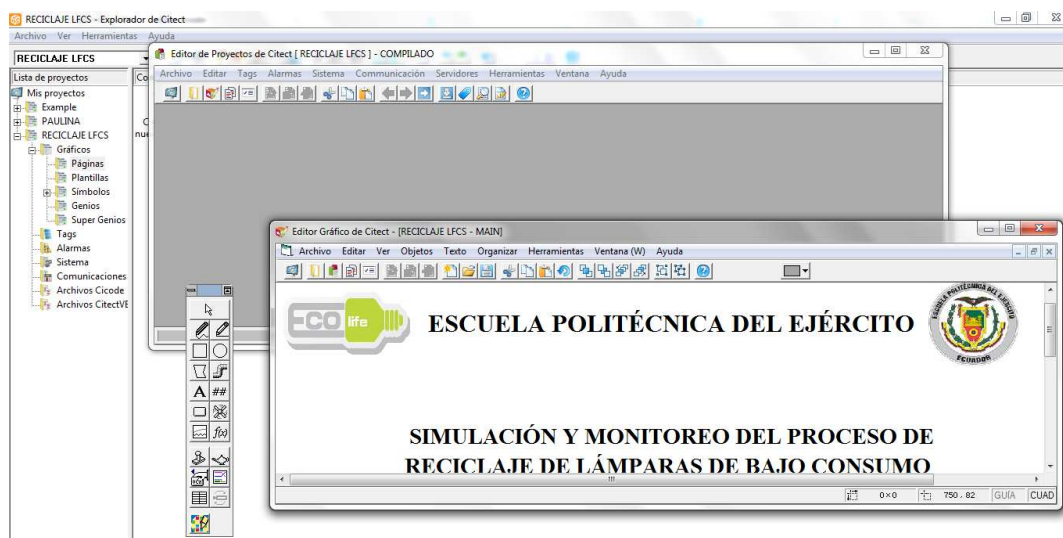 RECICLAJE LFCS - Explorador de Citect
Archivo Ver Herramientas Ayuda
RECICLAJE LFCS
Lista de proyectos
Mis proyectos
Example
PAULINA
RECICLAJE LFCS
Gráficos
Páginas
Plantillas
Símbolos
Genios
Super Genios
Tags
Alarmas
Sistema
Comunicaciones
Archivos Cicode
Archivos CitectVB
Editor de Proyectos de Citect [ RECICLAJE LFCS ] - COMPILADO
Archivo Editar Tags Alarmas Sistema Communicación Servidores Herramientas Ventana Ayuda
Editor Gráfico de Citect - [RECICLAJE LFCS - MAIN]
Archivo Editar Ver Objetos Texto Organizar Herramientas Ventana (W) Ayuda
ECO life
ESCUELA POLITÉCNICA DEL EJÉRCITO
ESCUELA POLITÉCNICA DEL EJÉRCITO
ECUADOR
SIMULACIÓN Y MONITOREO DEL PROCESO DE
RECICLAJE DE LÁMPARAS DE BAJO CONSUMO
A ##
f(x)
0×0 750 . 82 GUÍA CUAD